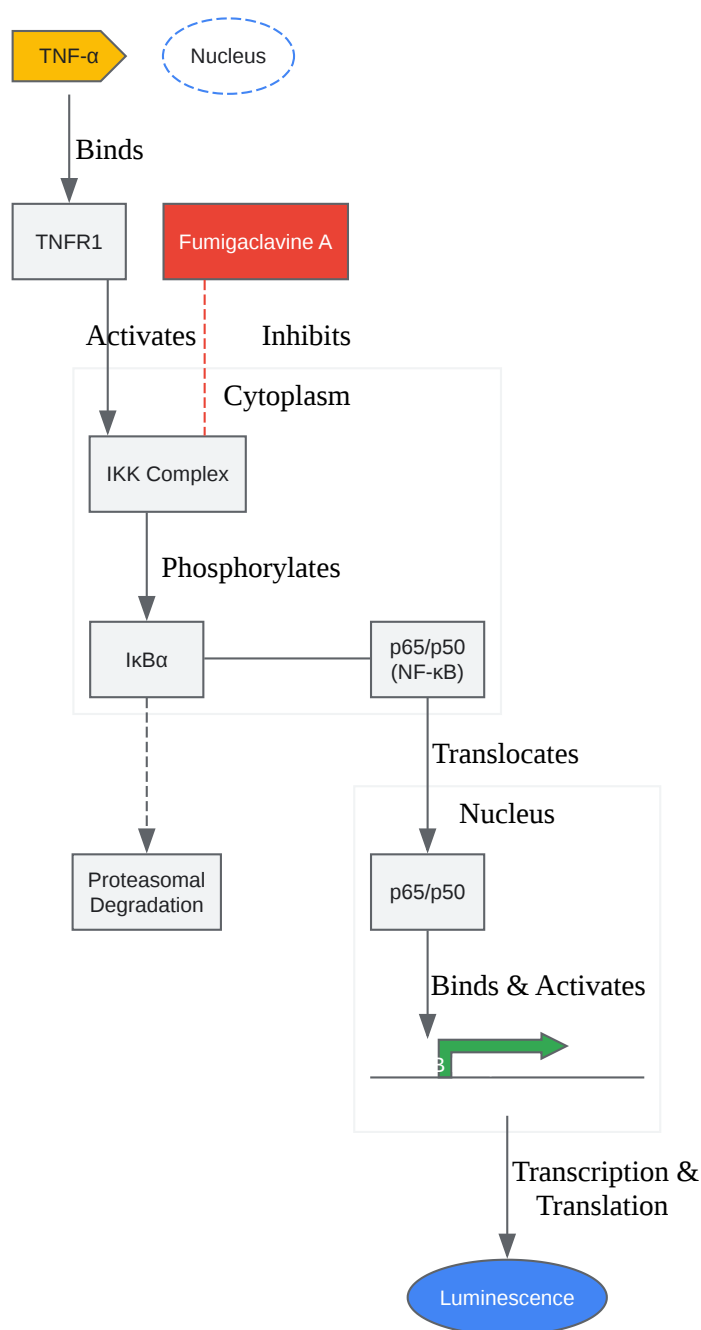 TNF-α
Nucleus
Binds
TNFR1
Fumigaclavine A
Activates
Inhibits
Cytoplasm
IKK Complex
Phosphorylates
IκBα
p65/p50
(NF-κB)
Translocates
Nucleus
Proteasomal
Degradation
p65/p50
Binds & Activates
B
Transcription &
Translation
Luminescence